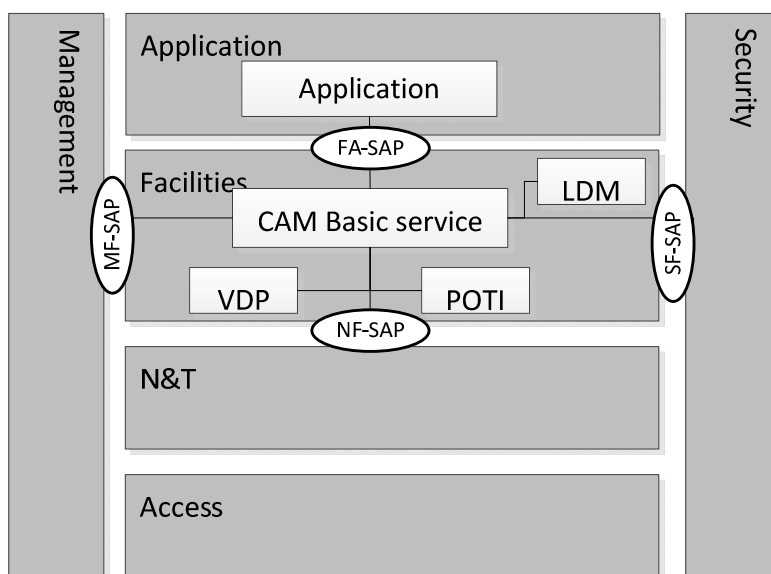 Management
Application
Application
FA-SAP
Security
Facilities
LDM
CAM Basic service
MF-SAP
SF-SAP
VDP
POTI
NF-SAP
N&T
Access